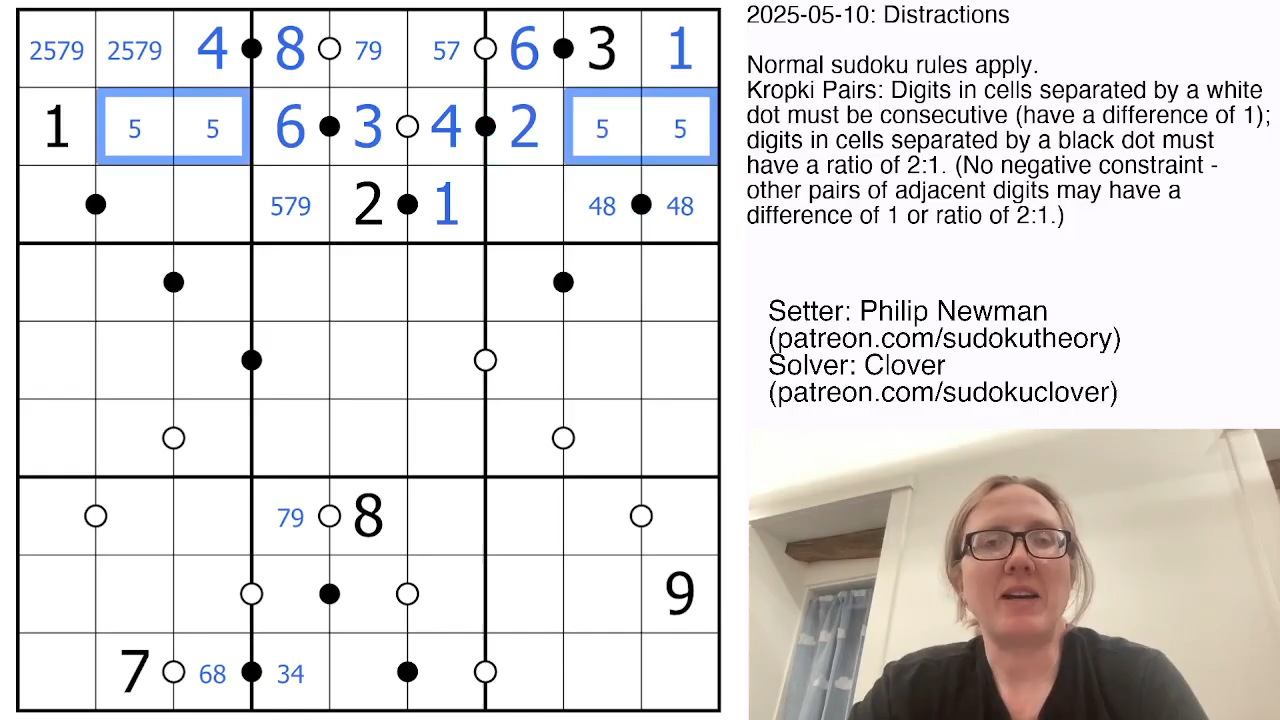 2025-05-10: Distractions
Normal sudoku rules apply.
Kropki Pairs: Digits in cells separated by a white
dot must be consecutive (have a difference of 1);
digits in cells separated by a black dot must
have a ratio of 2:1. (No negative constraint -
other pairs of adjacent digits may have a
difference of 1 or ratio of 2:1.)
Setter: Philip Newman
(patreon.com/sudokutheory)
Solver: Clover
(patreon.com/sudokuclover)
2579 2579 4 8 79 57 6 3 1
1 5 5 6 3 4 2 5 5
579 2 1 48 48
79 8
9
7 68 34